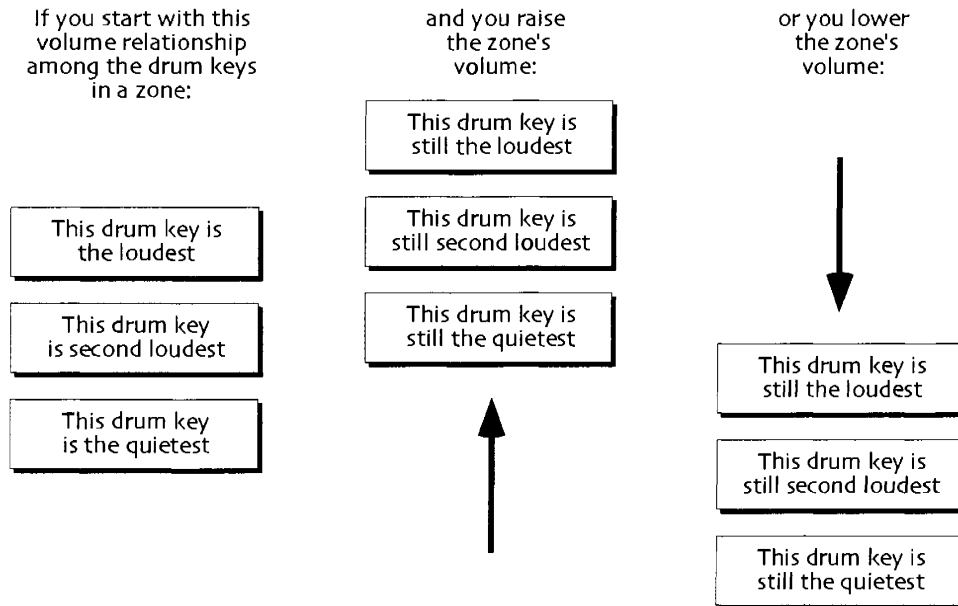 If you start with this
volume relationship
among the drum keys
in a zone:
This drum key is
the loudest
This drum key
is second loudest
This drum key
is the quietest
and you raise
the zone's
volume:
This drum key is
still the loudest
This drum key is
still second loudest
This drum key is
still the quietest
or you lower
the zone's
volume:
This drum key is
still the loudest
This drum key is
still second loudest
This drum key is
still the quietest